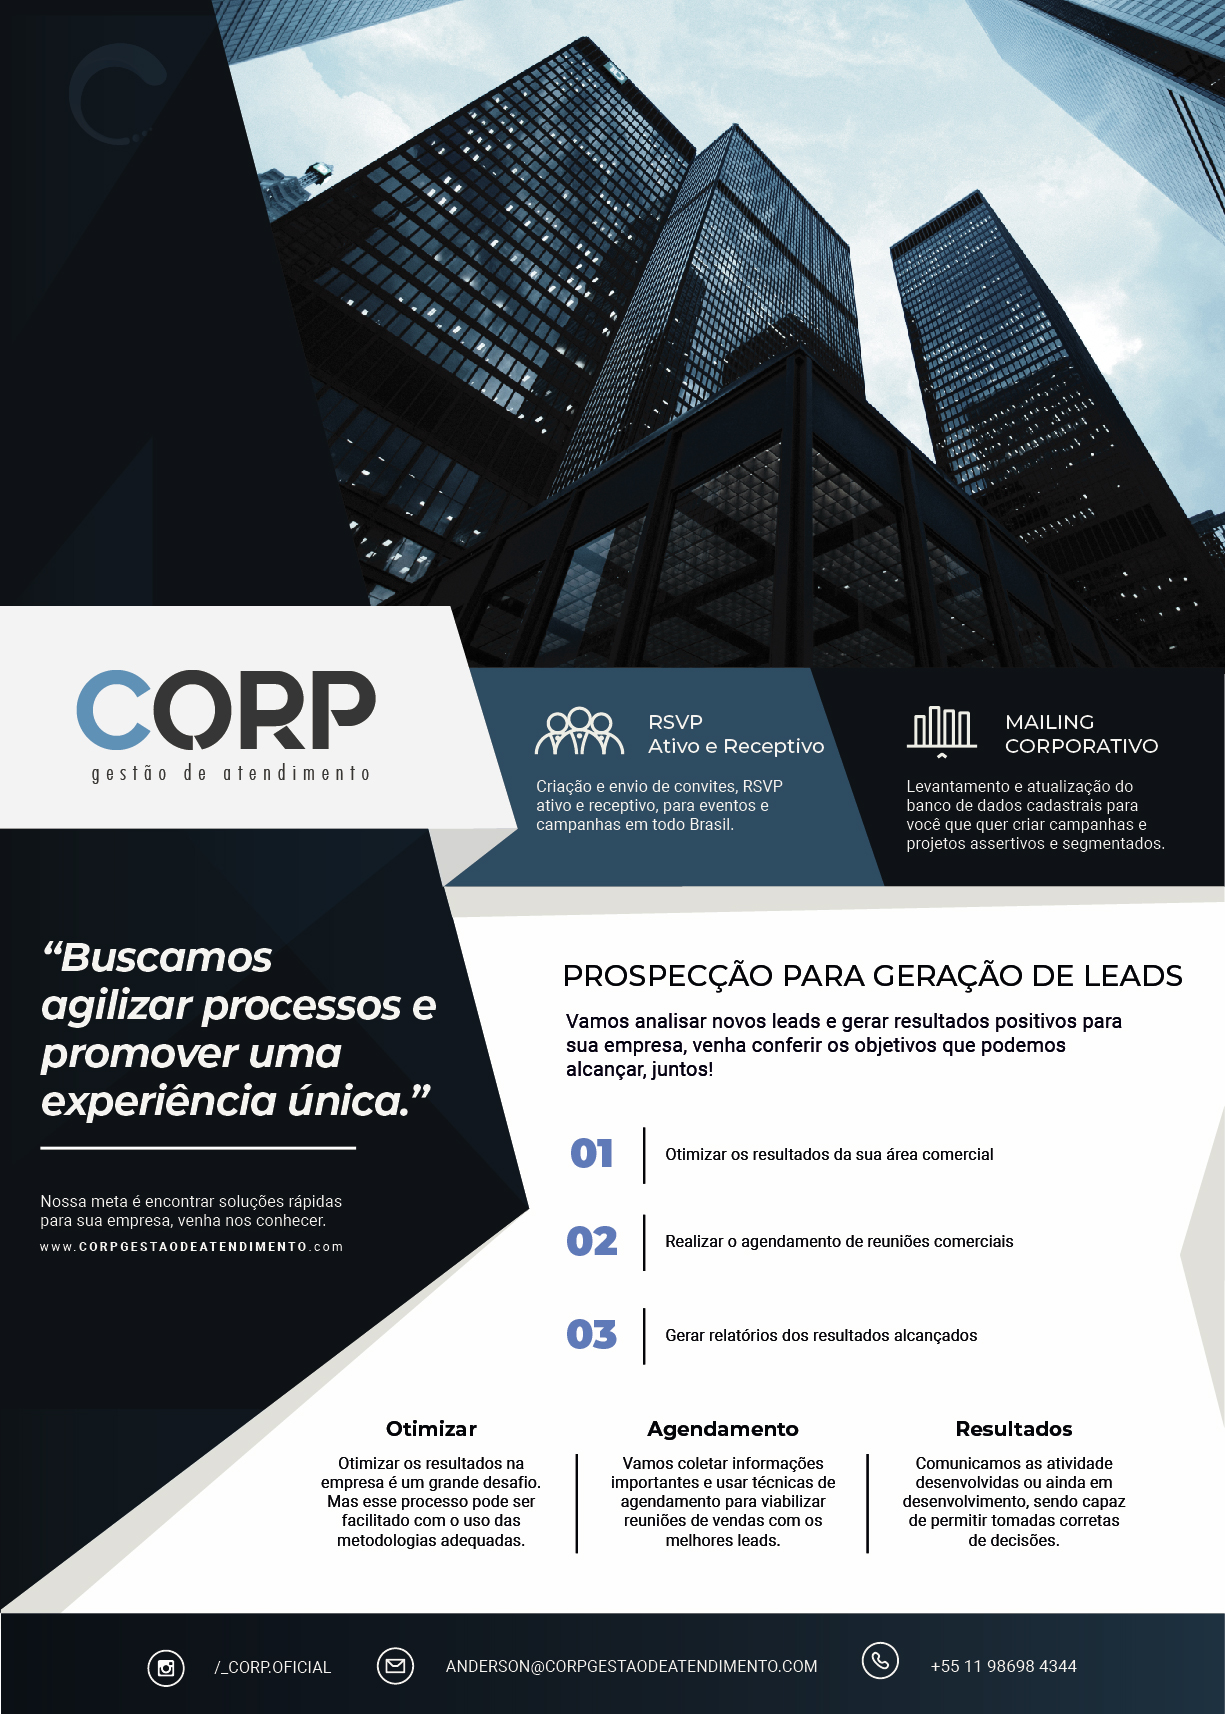 CORP
gestão de atendimento
RSVP
Ativo e Receptivo
Criação e envio de convites, RSVP
ativo e receptivo, para eventos e
campanhas em todo Brasil.
MAILING
CORPORATIVO
Levantamento e atualização do
banco de dados cadastrais para
você que quer criar campanhas e
projetos assertivos e segmentados.
“Buscamos
agilizar processos e
promover uma
experiência única.”
Nossa meta é encontrar soluções rápidas
para sua empresa, venha nos conhecer.
www.CORPGESTAODEATENDIMENTO.com
PROSPECÇÃO PARA GERAÇÃO DE LEADS
Vamos analisar novos leads e gerar resultados positivos para
sua empresa, venha conferir os objetivos que podemos
alcançar, juntos!
01
Otimizar os resultados da sua área comercial
02
Realizar o agendamento de reuniões comerciais
03
Gerar relatórios dos resultados alcançados
Otimizar
Otimizar os resultados na
empresa é um grande desafio.
Mas esse processo pode ser
facilitado com o uso das
metodologias adequadas.
Agendamento
Vamos coletar informações
importantes e usar técnicas de
agendamento para viabilizar
reuniões de vendas com os
melhores leads.
Resultados
Comunicamos as atividade
desenvolvidas ou ainda em
desenvolvimento, sendo capaz
de permitir tomadas corretas
de decisões.
/_CORP.OFICIAL
ANDERSON@CORPGESTAODEATENDIMENTO.COM
+55 11 98698 4344